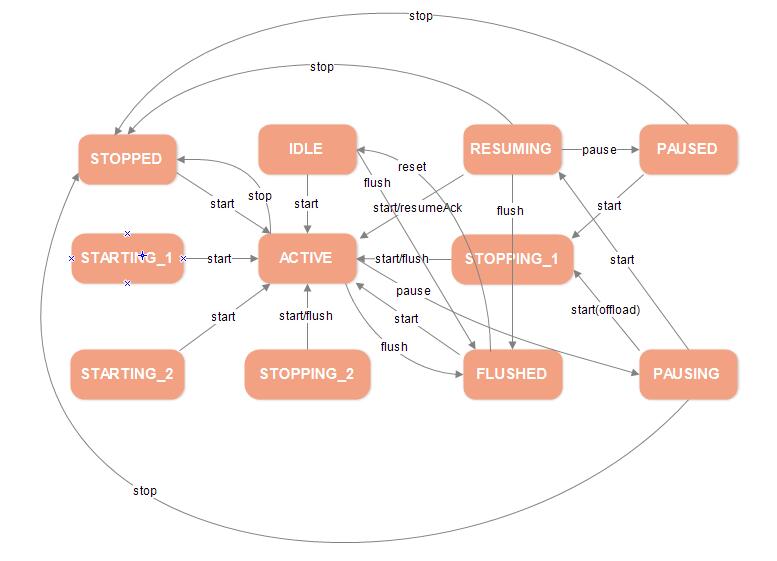 stop
stop
STOPPED
IDLE
RESUMING
PAUSED
pause
reset
flush
stop
start
start
start/resumeAck
flush
start
STARTING_1
start
ACTIVE
start/flush
STOPPING_1
start
pause
start
start/flush
start
start(offload)
flush
STARTING_2
STOPPING_2
FLUSHED
PAUSING
stop